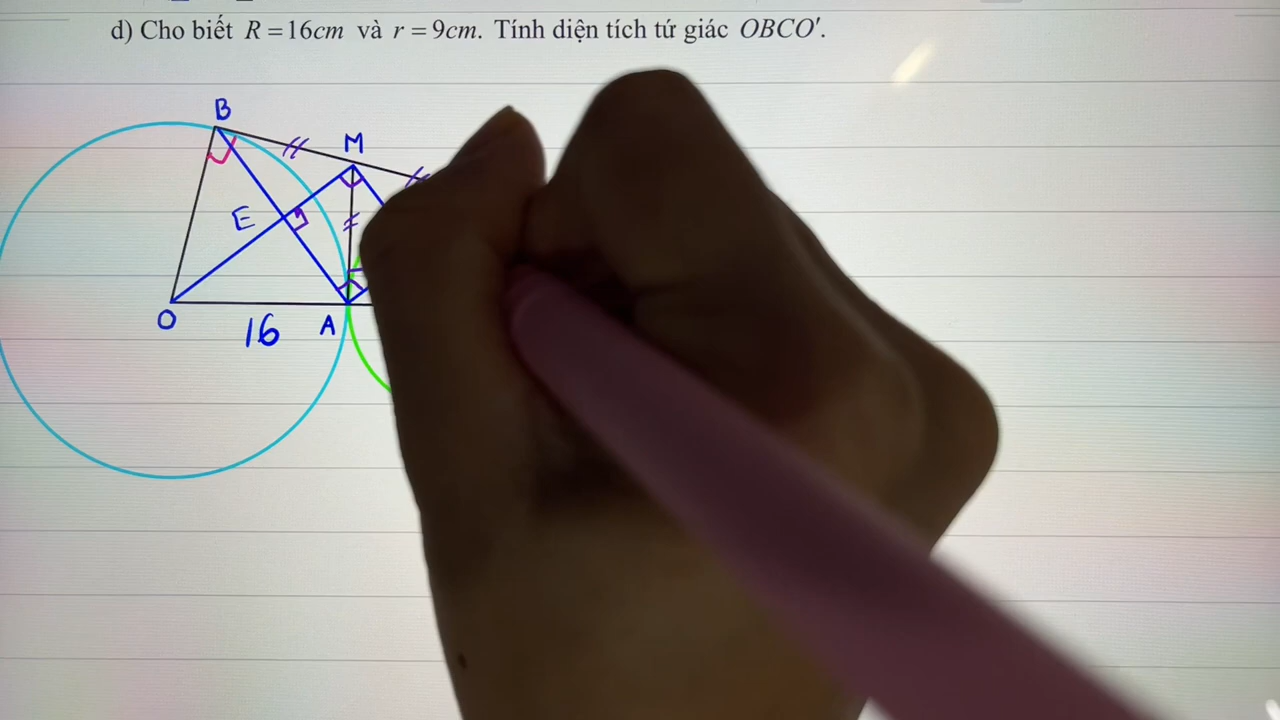 d) Cho biết R = 16cm và r = 9cm. Tính diện tích tứ giác OBCO'.
B
M
E
O
16
A